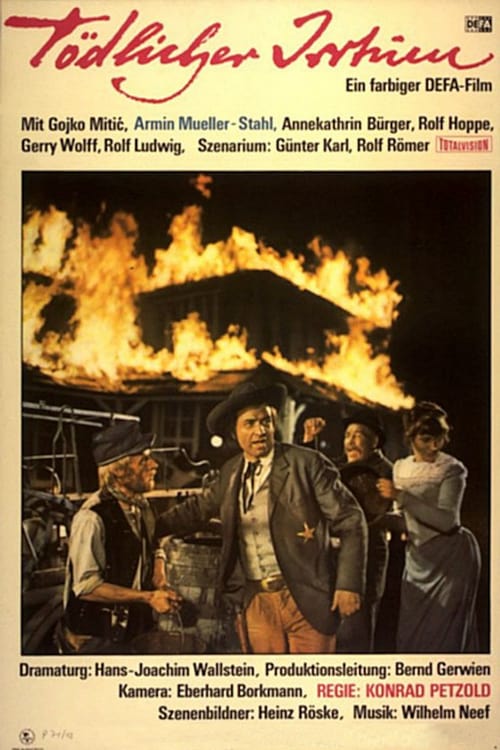 Tödlicher Irrtum
DEFA
Ein farbiger DEFA-Film
Mit Gojko Mitić, Armin Mueller-Stahl, Annekathrin Bürger, Rolf Hoppe,
Gerry Wolff, Rolf Ludwig, Szenarium: Günter Karl, Rolf Römer TOTALVISION
Dramaturg: Hans-Joachim Wallstein, Produktionsleitung: Bernd Gerwien
Kamera: Eberhard Borkmann, REGIE: KONRAD PETZOLD
Szenenbildner: Heinz Röske, Musik: Wilhelm Neef